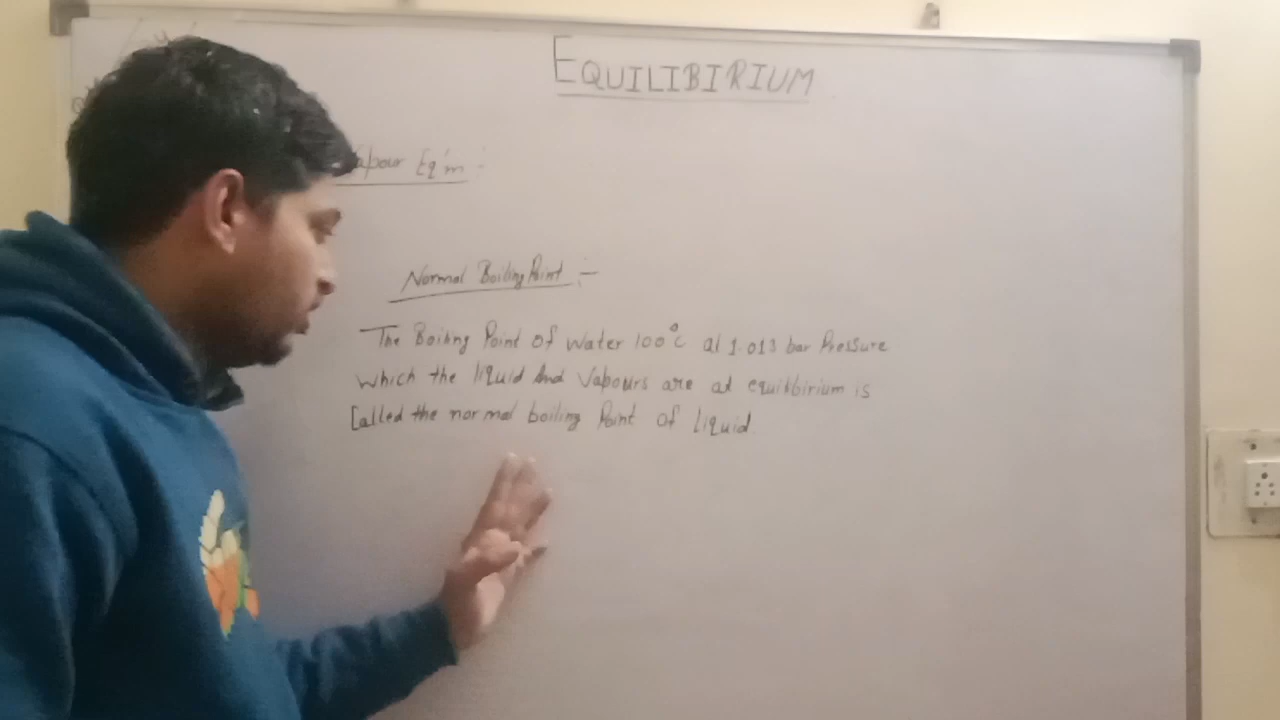 EQUILIBIRIUM
apour Eq'm :
Normal Boiling Point :-
The Boiling Point of Water 100°C at 1.013 bar Pressure
Which the liquid And Vapours are at equilibirium is
Called the normal boiling Point of Liquid.